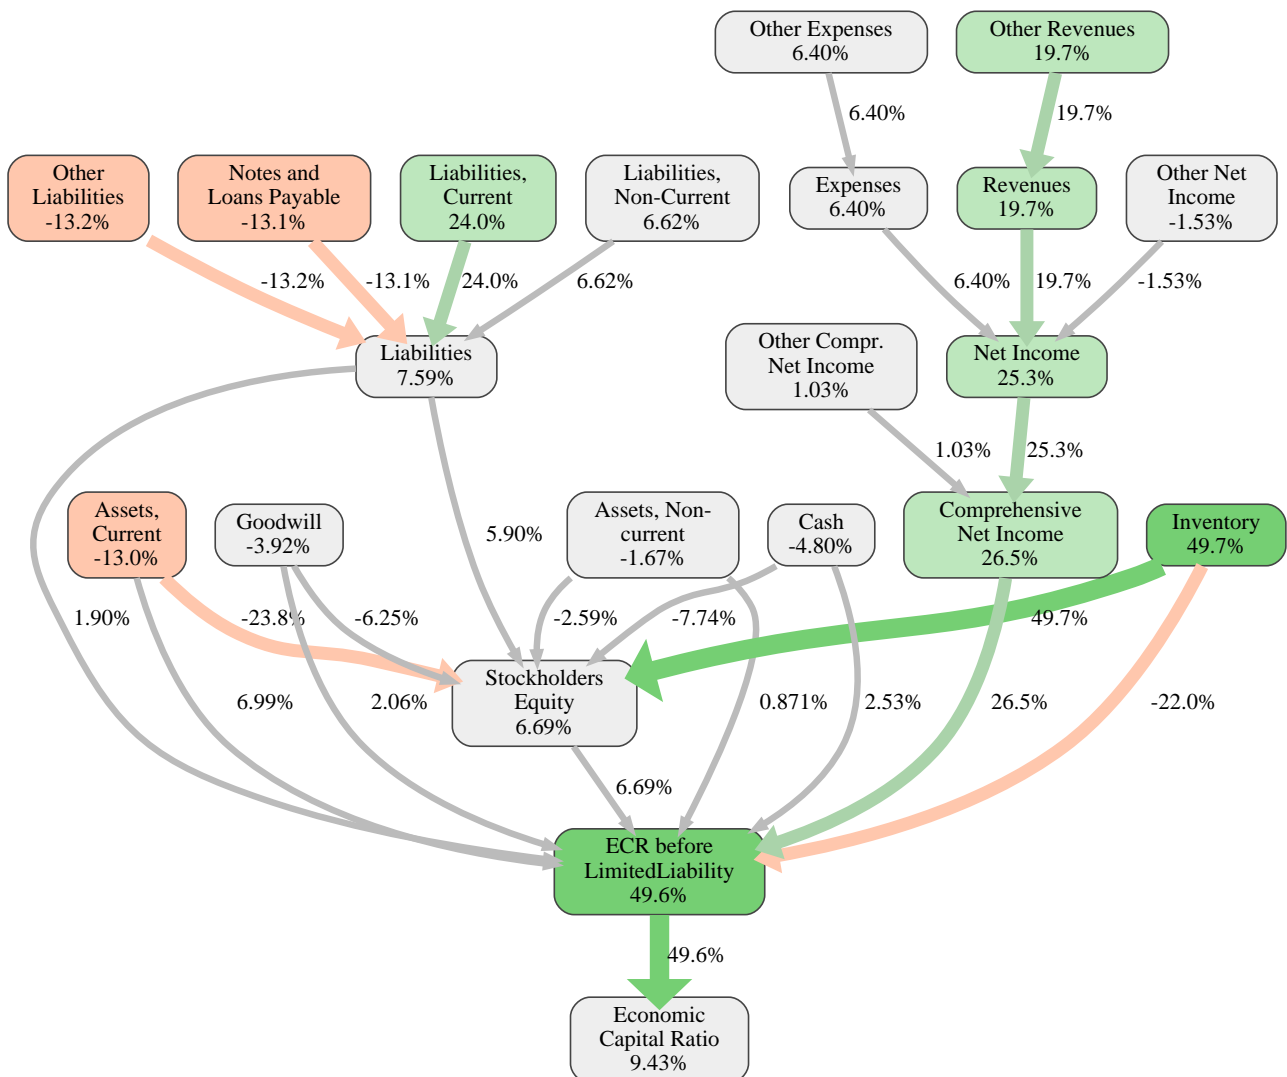 Other Expenses
6.40%
Other Revenues
19.7%
6.40%
19.7%
Other
Liabilities
-13.2%
Notes and
Loans Payable
-13.1%
Liabilities,
Current
24.0%
Liabilities,
Non-Current
6.62%
Expenses
6.40%
Revenues
19.7%
Other Net
Income
-1.53%
-13.2%
-13.1%
24.0%
6.62%
6.40%
19.7%
-1.53%
Liabilities
7.59%
Other Compr.
Net Income
1.03%
Net Income
25.3%
1.03%
25.3%
Assets,
Current
-13.0%
Goodwill
-3.92%
5.90%
Assets, Non-
current
-1.67%
Cash
-4.80%
Comprehensive
Net Income
26.5%
Inventory
49.7%
1.90%
-23.8%
-6.25%
-2.59%
-7.74%
49.7%
Stockholders
Equity
6.69%
6.99%
2.06%
0.871%
2.53%
26.5%
-22.0%
6.69%
ECR before
LimitedLiability
49.6%
49.6%
Economic
Capital Ratio
9.43%